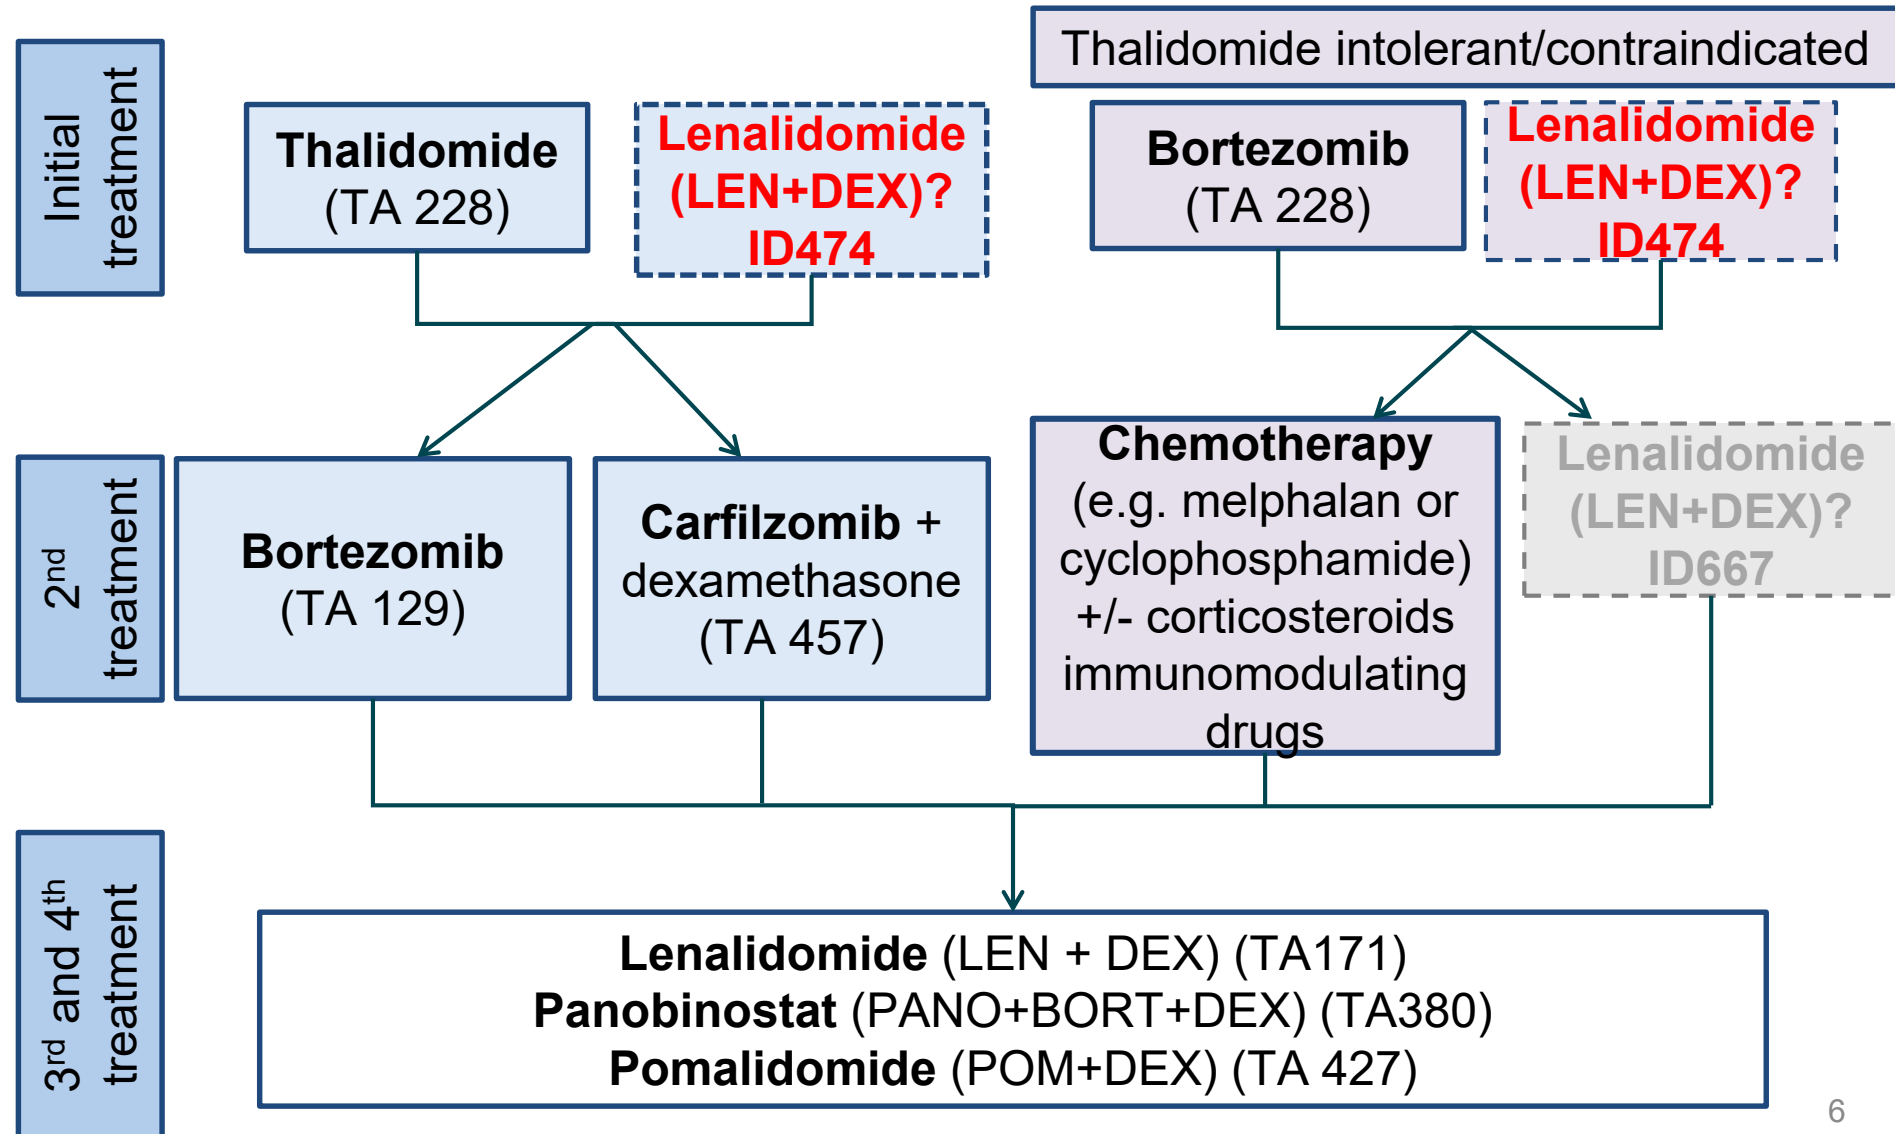 Thalidomide intolerant/contraindicated
Initial
treatment
Thalidomide
(TA 228)
Lenalidomide
(LEN+DEX)?
ID474
Bortezomib
(TA 228)
Lenalidomide
(LEN+DEX)?
ID474
2nd
treatment
Bortezomib
(TA 129)
Carfilzomib +
dexamethasone
(TA 457)
Chemotherapy
(e.g. melphalan or
cyclophosphamide)
+/- corticosteroids
immunomodulating
drugs
Lenalidomide
(LEN+DEX)?
ID667
3rd and 4th
treatment
Lenalidomide (LEN + DEX) (TA171)
Panobinostat (PANO+BORT+DEX) (TA380)
Pomalidomide (POM+DEX) (TA 427)
6